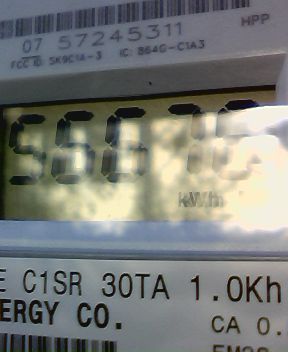 07 57245311
HPP
FCC ID: SK9C1A-3 IC: 864G-C1A3
kWh
E C1SR 30TA 1.0Kh
ERGY CO.
CA 0.